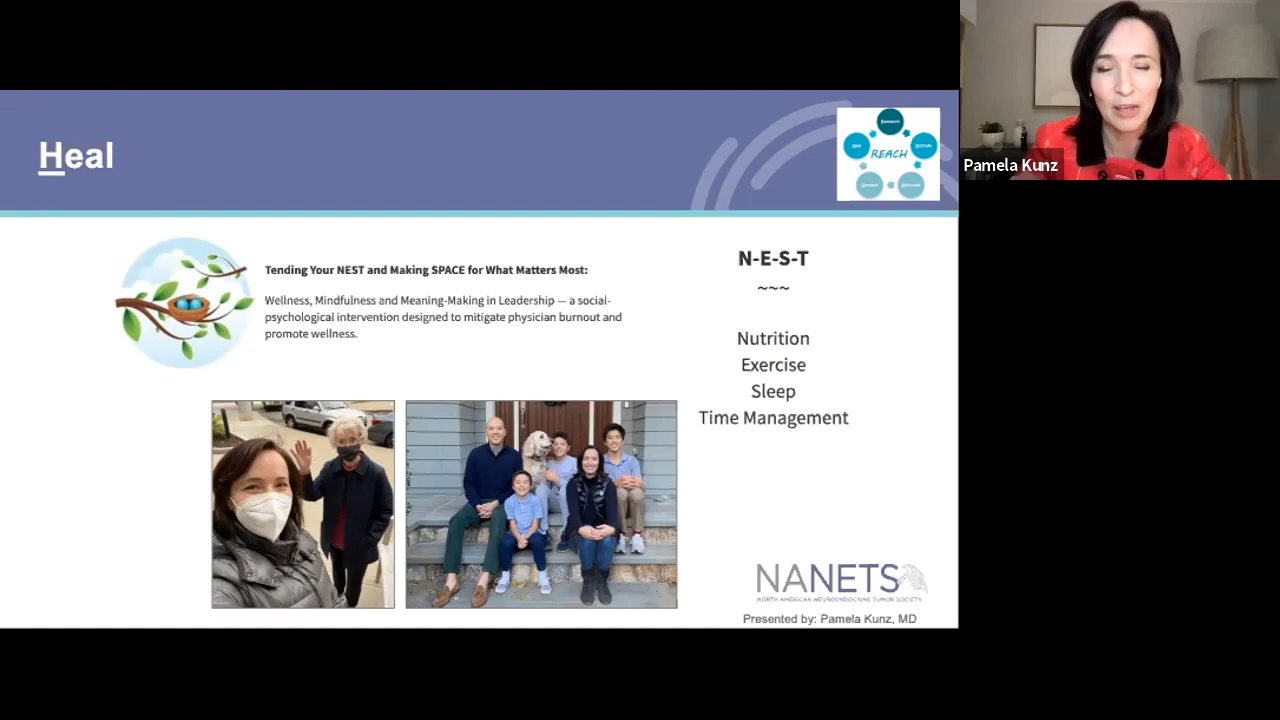 Heal
REACH
Tending Your NEST and Making SPACE for What Matters Most:
Wellness, Mindfulness and Meaning-Making in Leadership — a social-
psychological intervention designed to mitigate physician burnout and
promote wellness.
N-E-S-T
~~~
Nutrition
Exercise
Sleep
Time Management
NANETS
NORTH AMERICAN NEUROENDOCRINE TUMOR SOCIETY
Presented by: Pamela Kunz, MD
Pamela Kunz